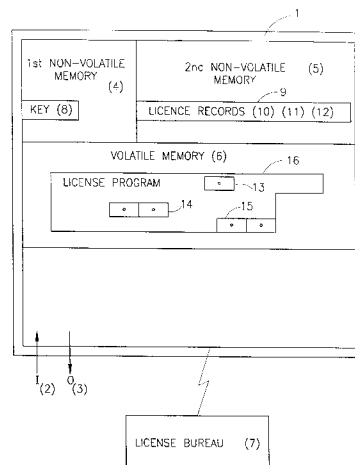 1
1st NON-VOLATILE
MEMORY
(4)
2nc NON-VOLATILE (5)
MEMORY
9
KEY (8)
LICENCE RECORDS (10) (11) (12)
VOLATILE MEMORY (6)
16
LICENSE PROGRAM
13
14
15
I (2)
O (3)
LICENSE BUREAU (7)